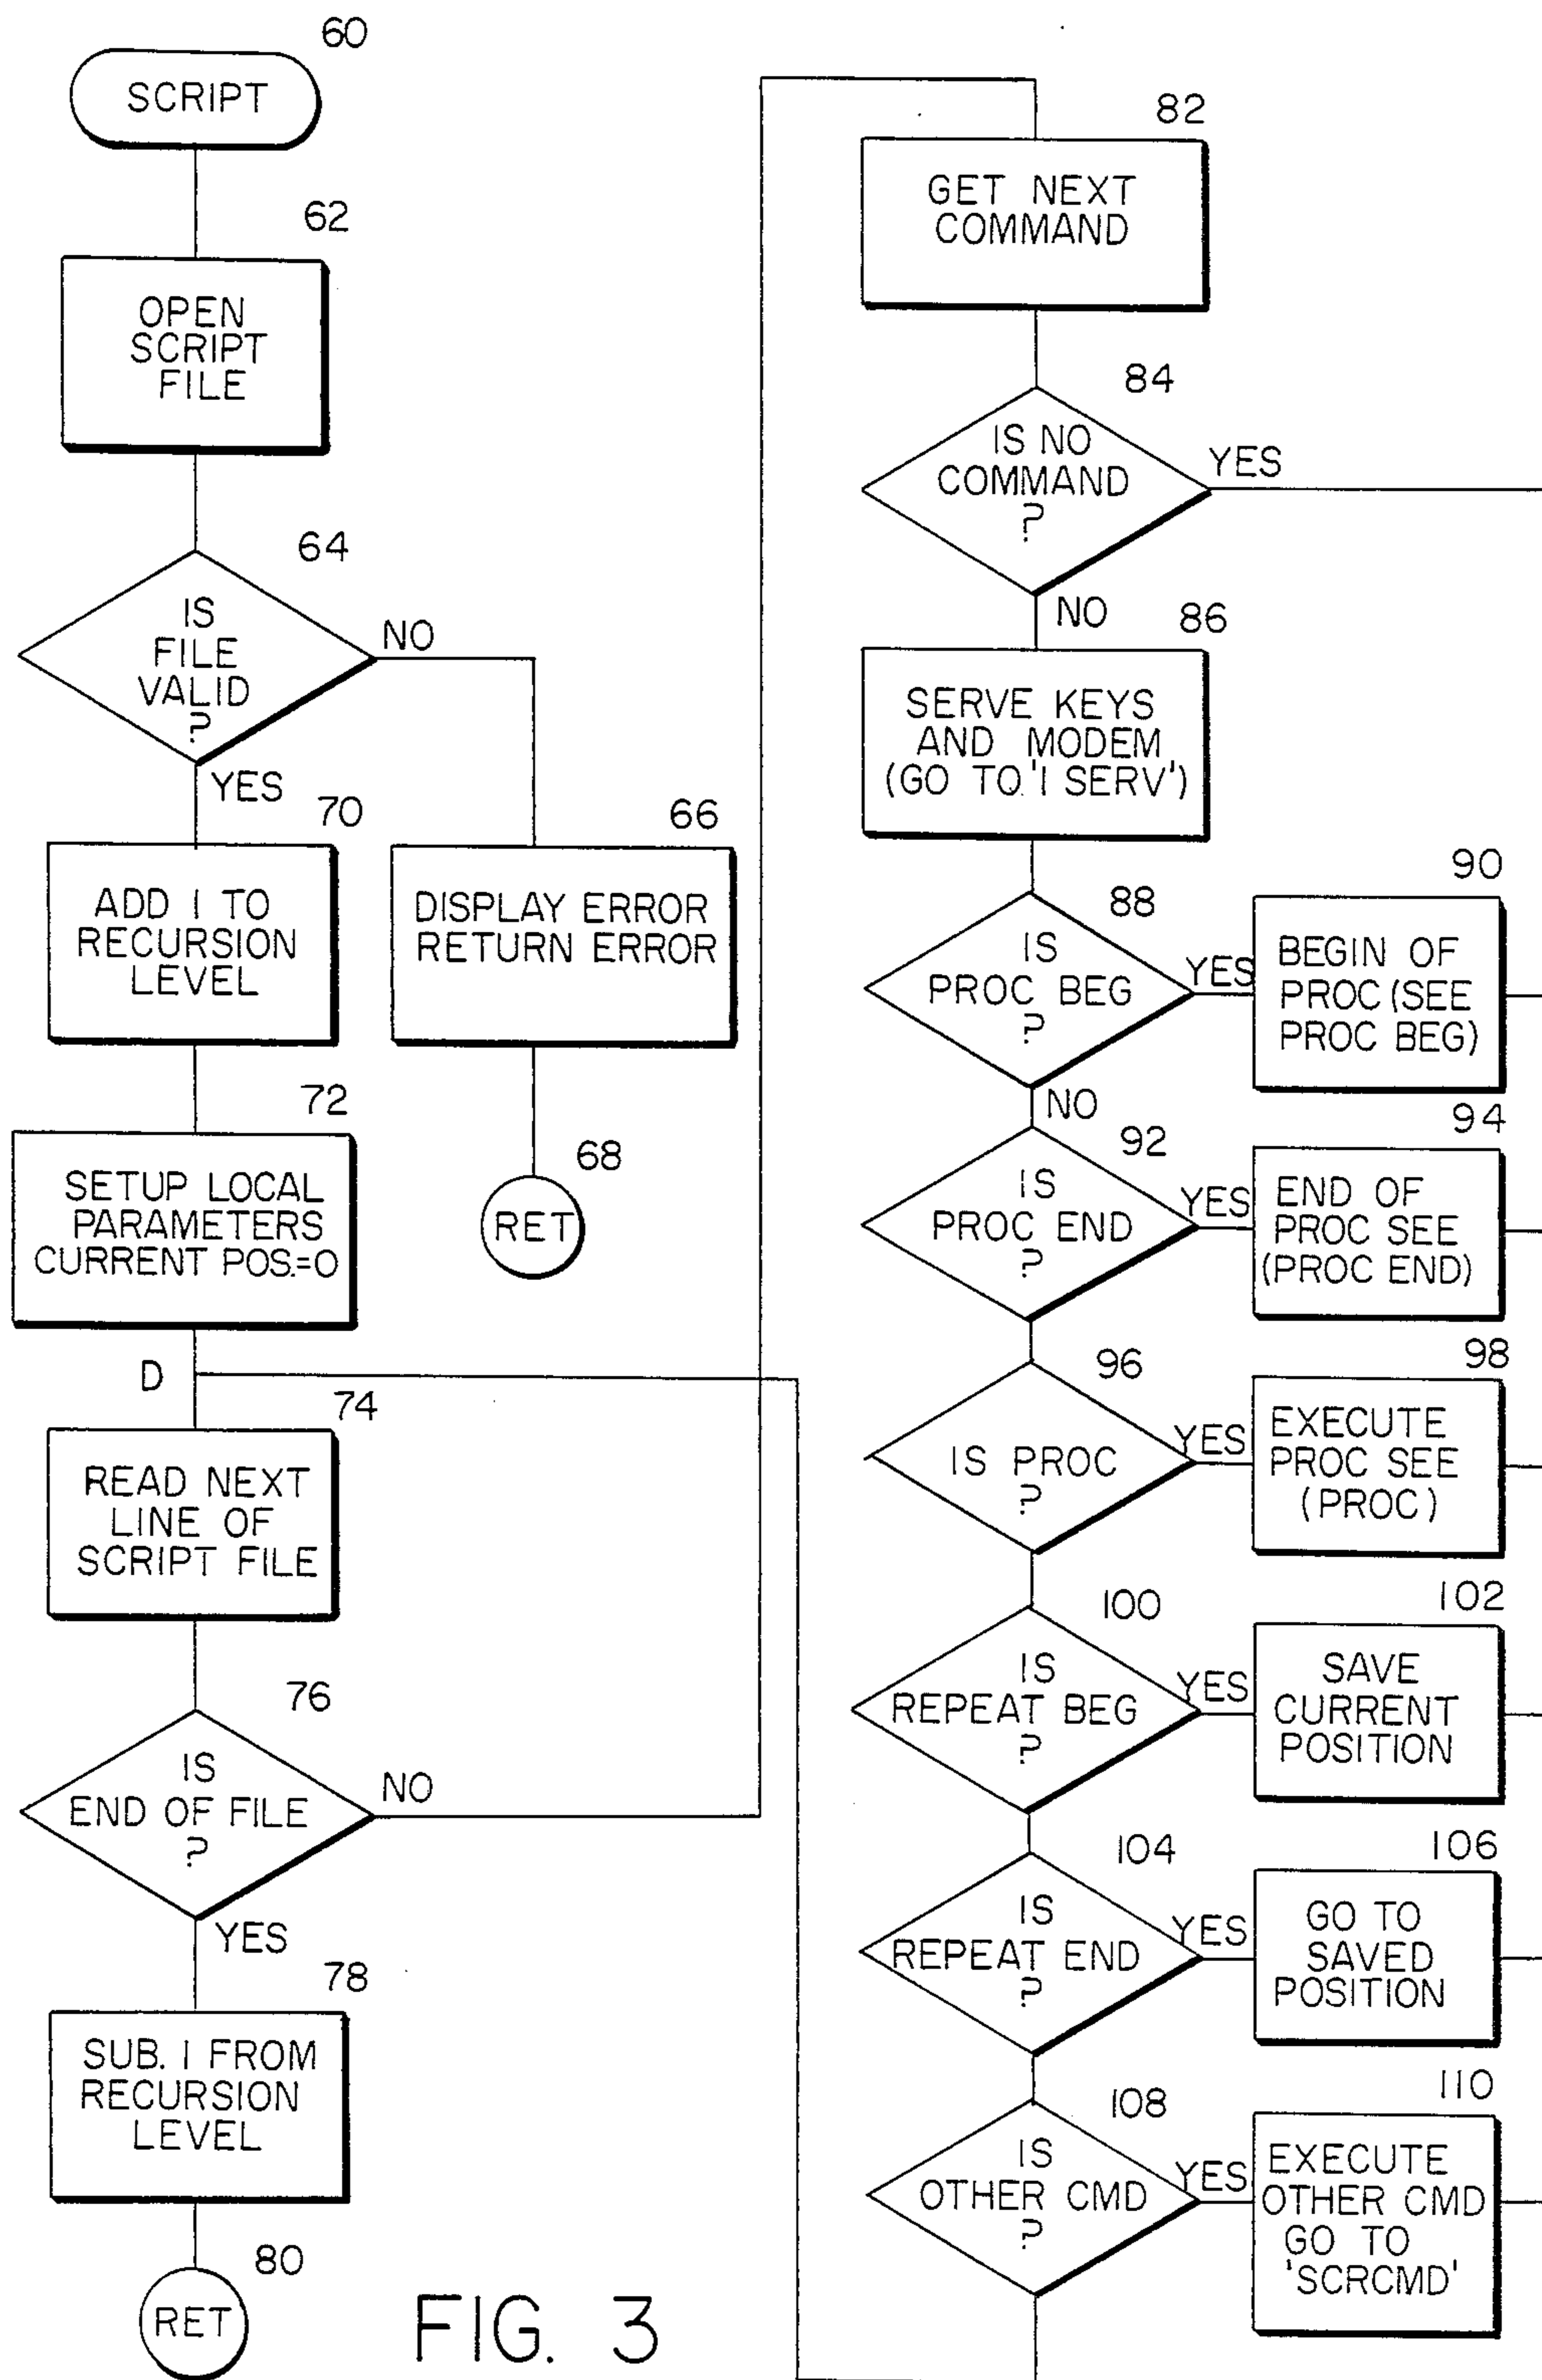 60
SCRIPT
62
OPEN
SCRIPT
FILE
64
IS
FILE
VALID
?
NO
YES
70
ADD 1 TO
RECURSION
LEVEL
66
DISPLAY ERROR
RETURN ERROR
68
RET
72
SETUP LOCAL
PARAMETERS
CURRENT POS.=0
D
74
READ NEXT
LINE OF
SCRIPT FILE
76
IS
END OF FILE
?
NO
YES
78
SUB. 1 FROM
RECURSION
LEVEL
80
RET
82
GET NEXT
COMMAND
84
IS NO
COMMAND
?
YES
NO
86
SERVE KEYS
AND MODEM
(GO TO 'I SERV')
88
IS
PROC BEG
?
YES
90
BEGIN OF
PROC (SEE
PROC BEG)
NO
92
IS
PROC END
?
YES
94
END OF
PROC SEE
(PROC END)
96
IS PROC
?
YES
98
EXECUTE
PROC SEE
(PROC)
100
IS
REPEAT BEG
?
YES
102
SAVE
CURRENT
POSITION
104
IS
REPEAT END
?
YES
106
GO TO
SAVED
POSITION
108
IS
OTHER CMD
?
YES
110
EXECUTE
OTHER CMD
GO TO
'SCRCMD'
FIG. 3